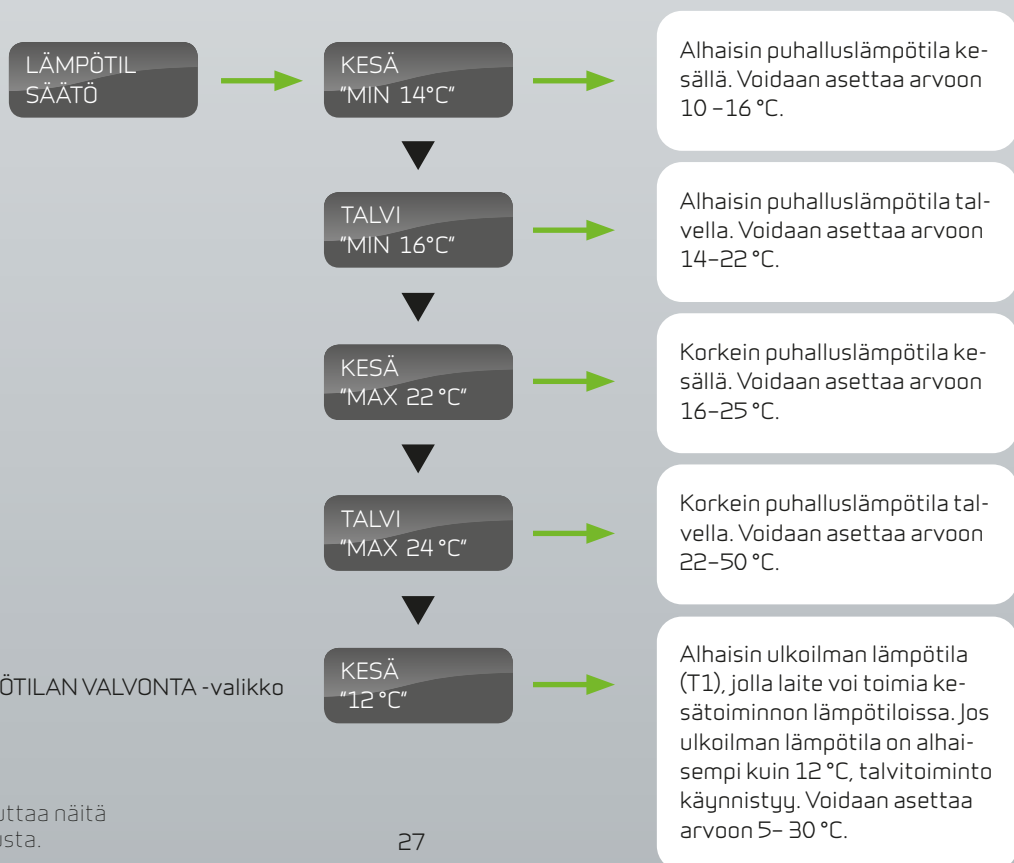 LÄMPÖTIL
SÄÄTÖ
KESÄ
"MIN 14°C"
Alhaisin puhalluslämpötila ke-
sällä. Voidaan asettaa arvoon
10 –16 °C.
TALVI
"MIN 16°C"
Alhaisin puhalluslämpötila tal-
vella. Voidaan asettaa arvoon
14–22 °C.
KESÄ
"MAX 22 °C"
Korkein puhalluslämpötila ke-
sällä. Voidaan asettaa arvoon
16–25 °C.
TALVI
"MAX 24 °C"
Korkein puhalluslämpötila tal-
vella. Voidaan asettaa arvoon
22–50 °C.
ÖTILAN VALVONTA -valikko
KESÄ
"12 °C"
Alhaisin ulkoilman lämpötila
(T1), jolla laite voi toimia ke-
sätoiminnon lämpötiloissa. Jos
ulkoilman lämpötila on alhai-
sempi kuin 12 °C, talvitoiminto
käynnistyy. Voidaan asettaa
arvoon 5– 30 °C.
uttaa näitä
usta.
27